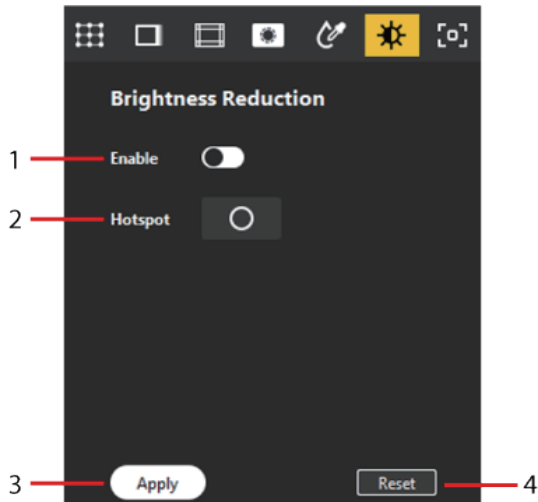 Brightness Reduction
1 Enable
2 Hotspot
3 Apply Reset 4